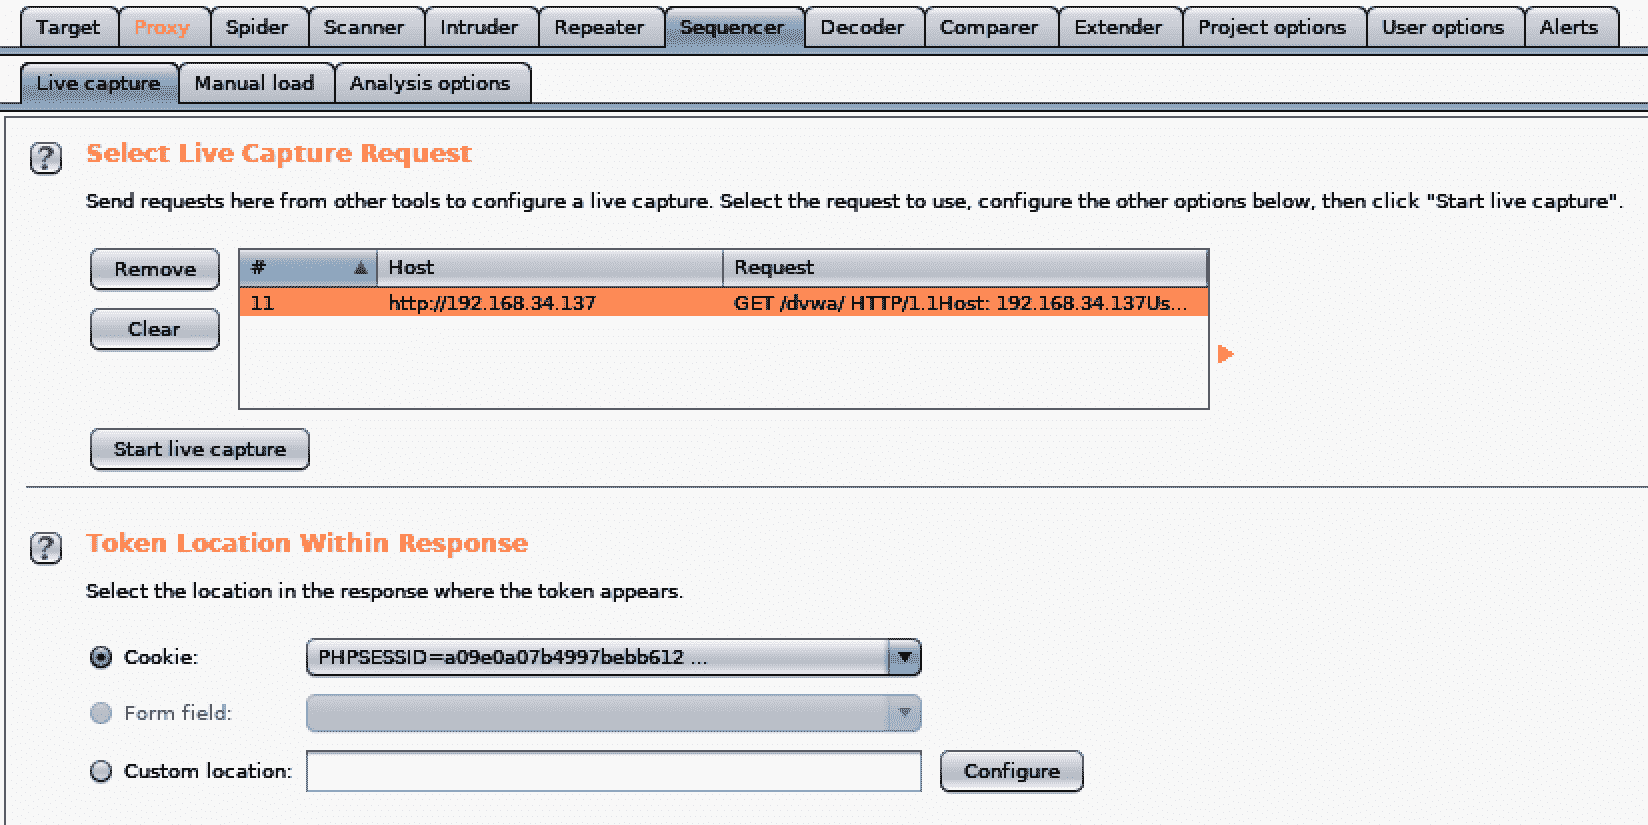 Target Proxy Spider Scanner Intruder Repeater Sequencer Decoder Comparer Extender Project options User options Alerts
Live capture Manual load Analysis options
? Select Live Capture Request
Send requests here from other tools to configure a live capture. Select the request to use, configure the other options below, then click "Start live capture".
Remove
Clear
# Host Request
11 http://192.168.34.137 GET /dvwa/ HTTP/1.1Host: 192.168.34.137Us...
Start live capture
? Token Location Within Response
Select the location in the response where the token appears.
Cookie: PHPSESSID=a09e0a07b4997bebb612 ...
Form field:
Custom location: Configure